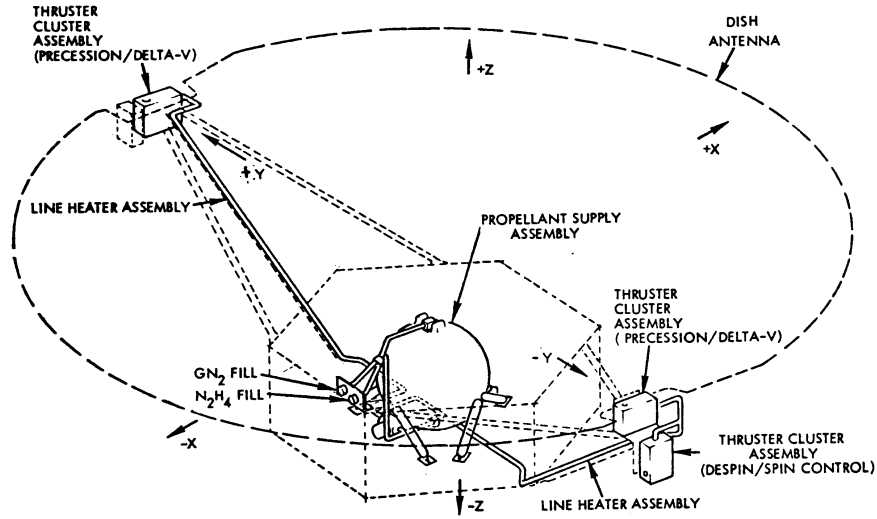 THRUSTER
CLUSTER
ASSEMBLY
(PRECESSION/DELTA-V)
DISH
ANTENNA
+Z
+X
+Y
LINE HEATER ASSEMBLY
PROPELLANT SUPPLY
ASSEMBLY
THRUSTER
CLUSTER
ASSEMBLY
( PRECESSION/DELTA-V)
-Y
GN2 FILL
N2H4 FILL
-X
THRUSTER CLUSTER
ASSEMBLY
(DESPIN/SPIN CONTROL)
-Z
LINE HEATER ASSEMBLY